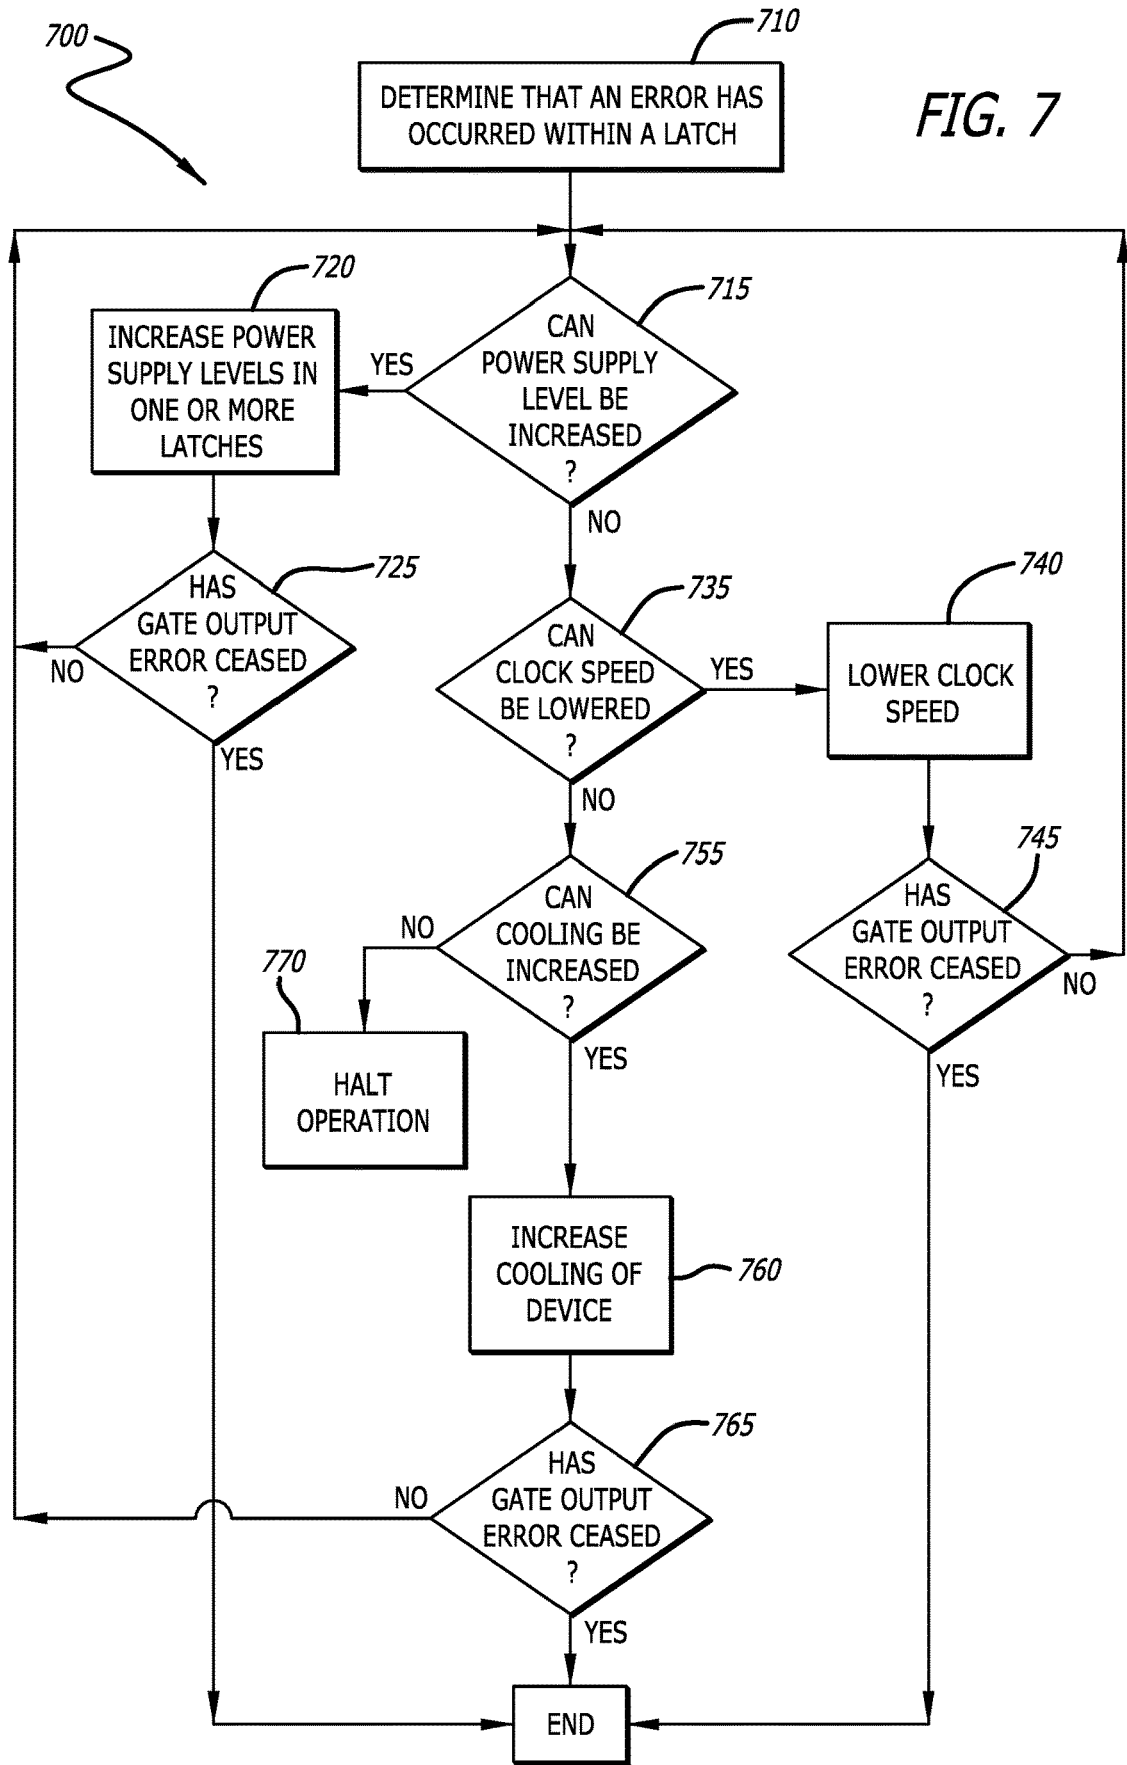 700
710
DETERMINE THAT AN ERROR HAS
OCCURRED WITHIN A LATCH
FIG. 7
720
INCREASE POWER
SUPPLY LEVELS IN
ONE OR MORE
LATCHES
YES
715
CAN
POWER SUPPLY
LEVEL BE
INCREASED
?
NO
725
HAS
GATE OUTPUT
ERROR CEASED
?
NO
YES
735
CAN
CLOCK SPEED
BE LOWERED
?
YES
NO
740
LOWER CLOCK
SPEED
745
HAS
GATE OUTPUT
ERROR CEASED
?
NO
YES
755
CAN
COOLING BE
INCREASED
?
NO
YES
770
HALT
OPERATION
INCREASE
COOLING OF
DEVICE
760
765
HAS
GATE OUTPUT
ERROR CEASED
?
NO
YES
END